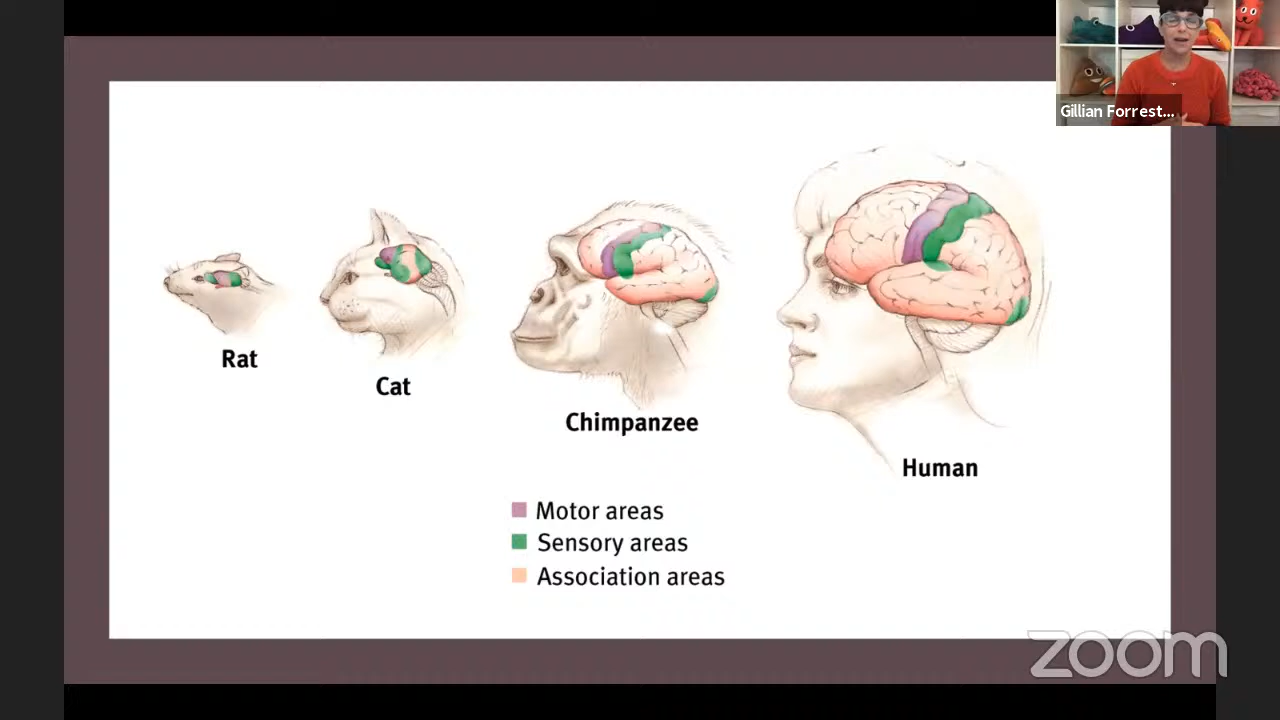 Gillian Forrest...
Rat
Cat
Chimpanzee
Human
Motor areas
Sensory areas
Association areas
zoom